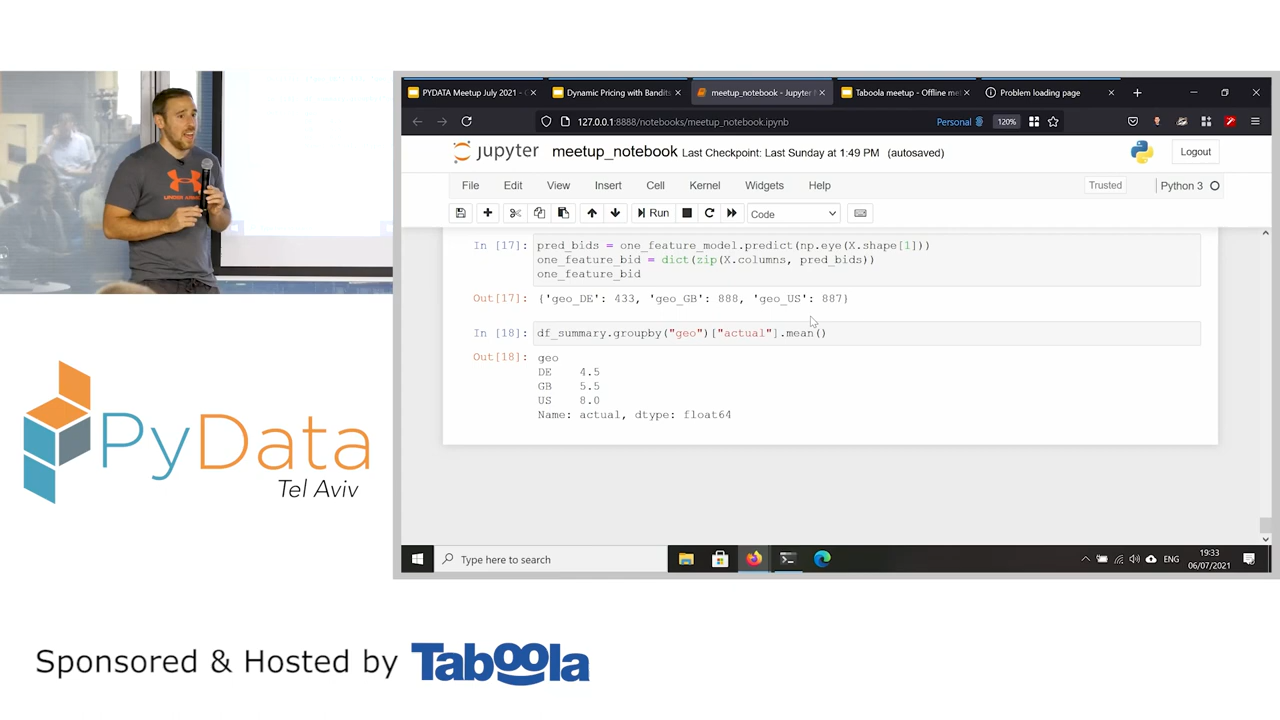 UNDER ARMOUR
PyData
Tel Aviv
Sponsored & Hosted by Taboola
PYDATA Meetup July 2021 -
Dynamic Pricing with Bandits
meetup_notebook - Jupyter
Taboola meetup - Offline me
Problem loading page
127.0.0.1:8888/notebooks/meetup_notebook.ipynb
Personal
120%
jupyter meetup_notebook Last Checkpoint: Last Sunday at 1:49 PM (autosaved)
Logout
File Edit View Insert Cell Kernel Widgets Help
Trusted
Python 3
Run
Code
In [17]: pred_bids = one_feature_model.predict(np.eye(X.shape[1]))
one_feature_bid = dict(zip(X.columns, pred_bids))
one_feature_bid
Out[17]: {'geo_DE': 433, 'geo_GB': 888, 'geo_US': 887}
In [18]: df_summary.groupby("geo")["actual"].mean()
Out[18]: geo
DE 4.5
GB 5.5
US 8.0
Name: actual, dtype: float64
Type here to search
ENG
19:33
06/07/2021